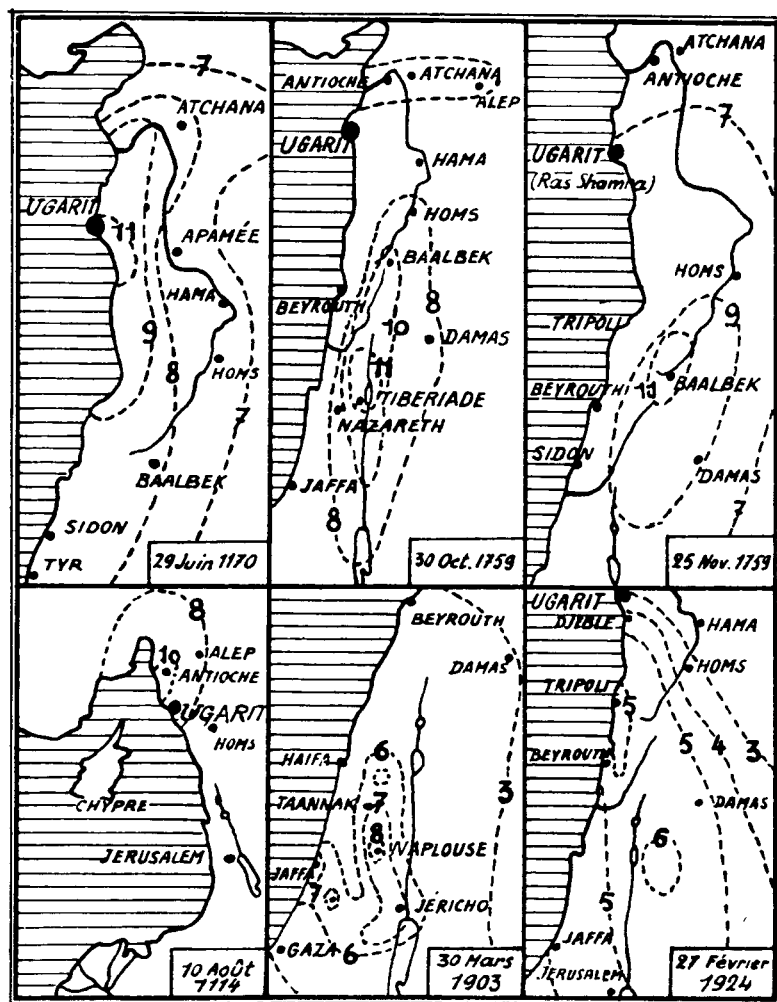 7
ATCHANA
UGARIT
11
APAMÉE
HAMA
9
8
HOMS
7
BAALBEK
SIDON
TYR
29 Juin 1170
ANTIOCHE
ATCHANA
ALEP
UGARIT
HAMA
HOMS
BAALBEK
BEYROUTH
8
10
DAMAS
11
TIBERIADE
NAZARETH
JAFFA
8
30 Oct. 1759
ATCHANA
ANTIOCHE
7
UGARIT
(Ras Shamra)
HOMS
TRIPOLI
9
BAALBEK
BEYROUTH
11
SIDON
DAMAS
7
25 Nov. 1759
8
10
ALEP
ANTIOCHE
UGARIT
HOMS
CHYPRE
JERUSALEM
10 Août
1114
BEYROUTH
DAMAS
6
HAIFA
3
TAANNAK
7
8
NAPLOUSE
JAFFA
7
JÉRICHO
GAZA
6
30 Mars
1903
UGARIT
DJEBLÉ
HAMA
HOMS
TRIPOLI
5
5
4
3
BEYROUTH
DAMAS
6
5
JAFFA
JERUSALEM
27 Février
1924